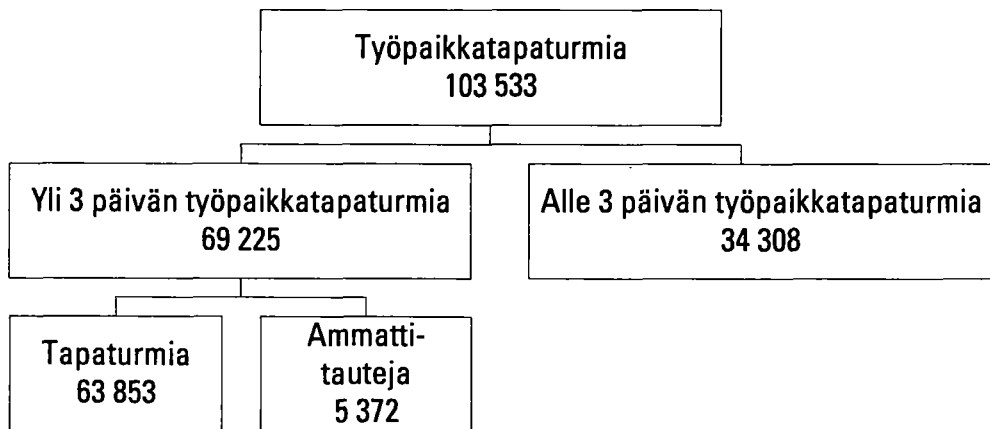 Työpaikkatapaturmia
103 533
Yli 3 päivän työpaikkatapaturmia
69 225
Alle 3 päivän työpaikkatapaturmia
34 308
Tapaturmia
63 853
Ammatti-
tauteja
5 372